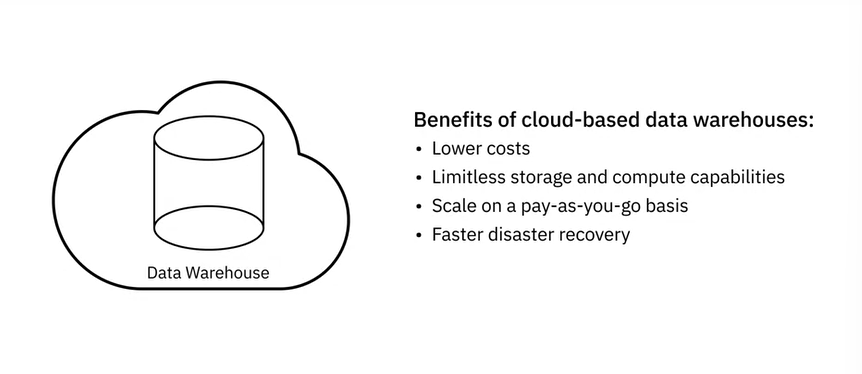 Benefits of cloud-based data warehouses:
• Lower costs
• Limitless storage and compute capabilities
• Scale on a pay-as-you-go basis
• Faster disaster recovery
Data Warehouse